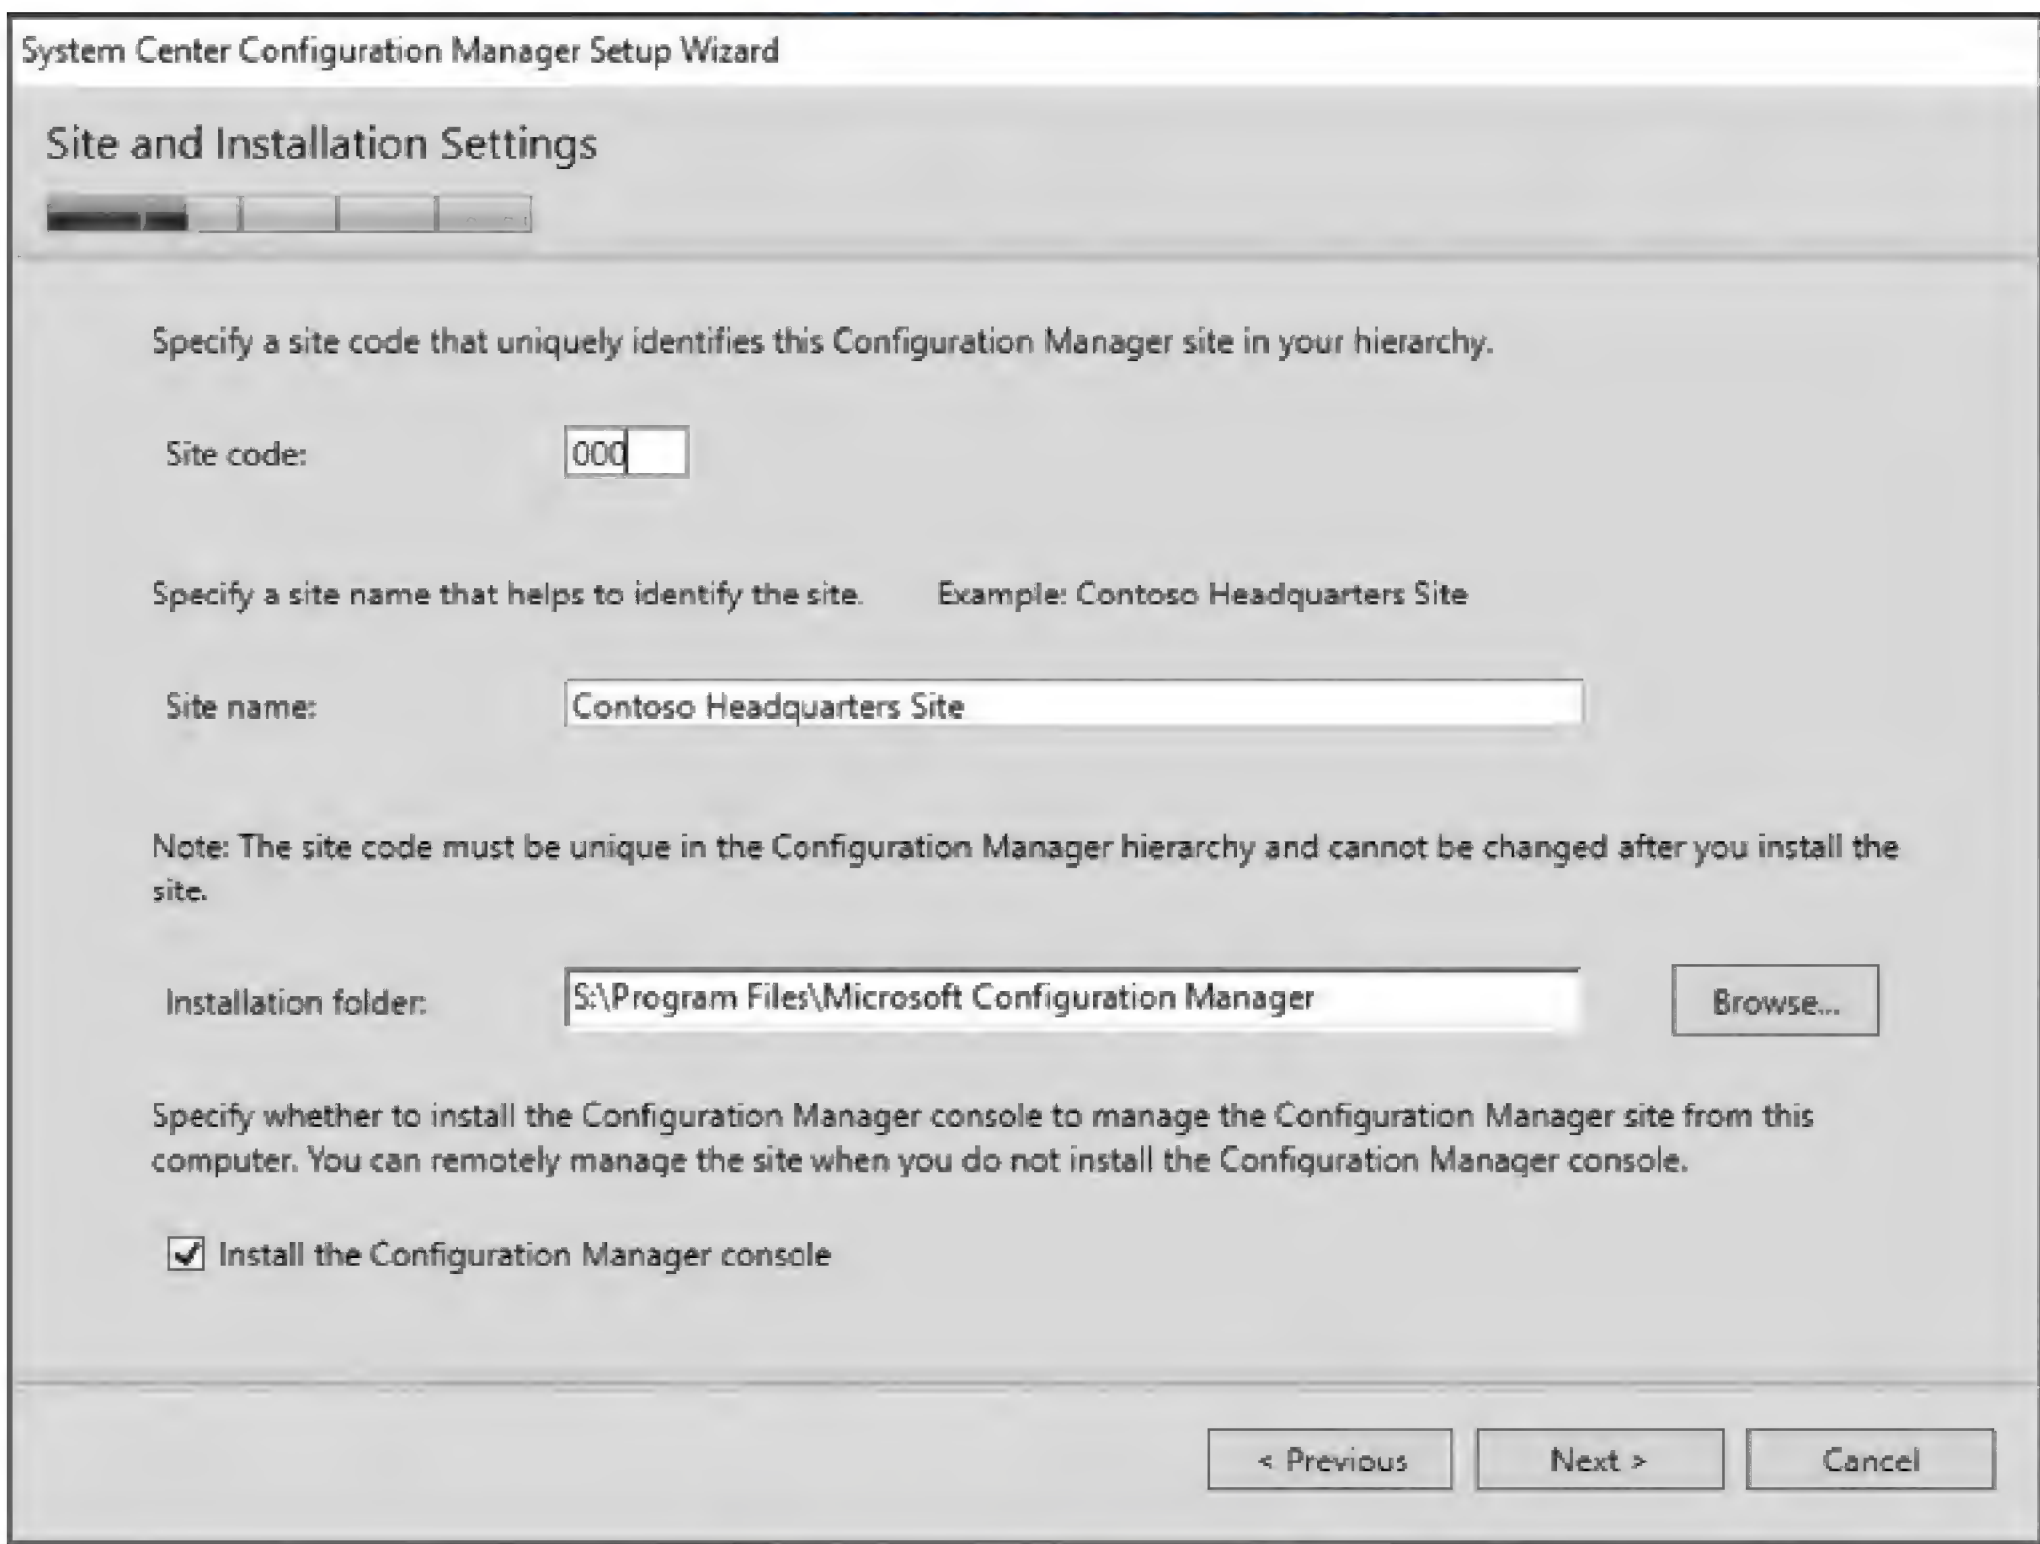 System Center Configuration Manager Setup Wizard
Site and Installation Settings
Specify a site code that uniquely identifies this Configuration Manager site in your hierarchy.
Site code: 000
Specify a site name that helps to identify the site. Example: Contoso Headquarters Site
Site name: Contoso Headquarters Site
Note: The site code must be unique in the Configuration Manager hierarchy and cannot be changed after you install the
site.
Installation folder: S:\Program Files\Microsoft Configuration Manager Browse...
Specify whether to install the Configuration Manager console to manage the Configuration Manager site from this
computer. You can remotely manage the site when you do not install the Configuration Manager console.
Install the Configuration Manager console
< Previous Next > Cancel